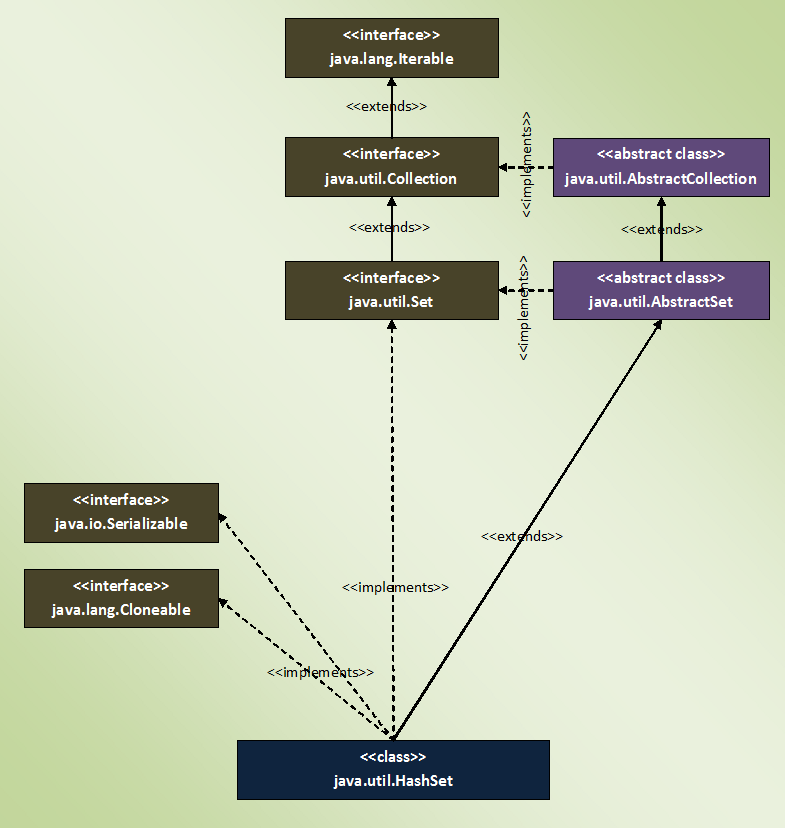 <<interface>>
java.lang.Iterable
<<extends>>
<<interface>>
java.util.Collection
<<implements>>
<<abstract class>>
java.util.AbstractCollection
<<extends>>
<<extends>>
<<interface>>
java.util.Set
<<implements>>
<<abstract class>>
java.util.AbstractSet
<<interface>>
java.io.Serializable
<<extends>>
<<interface>>
java.lang.Cloneable
<<implements>>
<<implements>>
<<class>>
java.util.HashSet